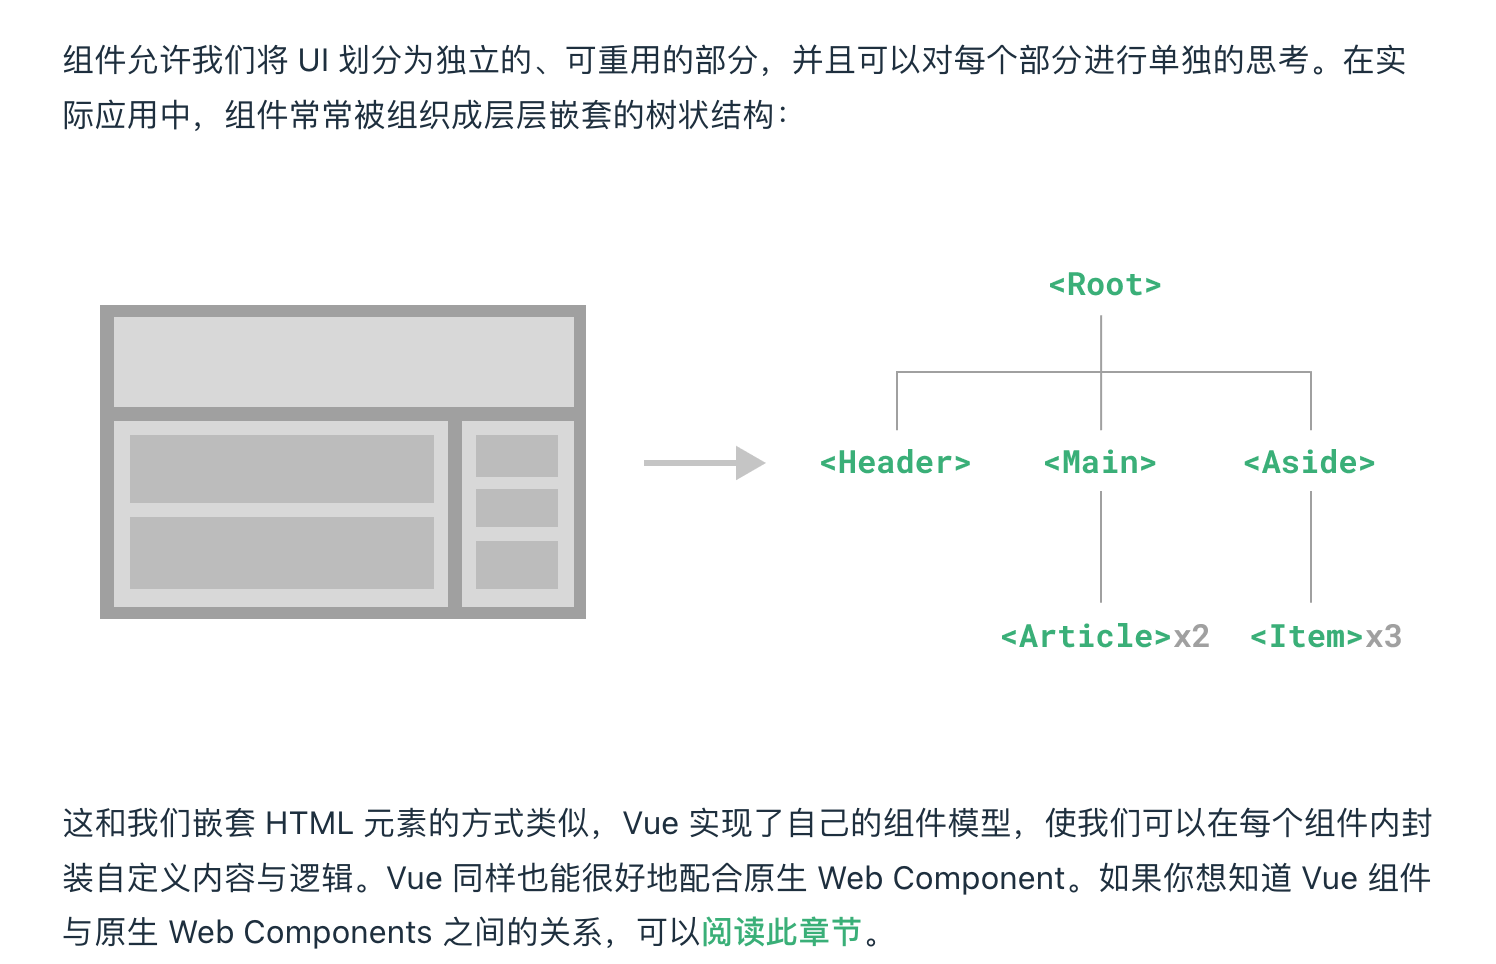 组件允许我们将 UI 划分为独立的、可重用的部分，并且可以对每个部分进行单独的思考。在实
际应用中，组件常常被组织成层层嵌套的树状结构：
<Root>
<Header>
<Main>
<Aside>
<Article>x2
<Item>x3
这和我们嵌套 HTML 元素的方式类似，Vue 实现了自己的组件模型，使我们可以在每个组件内封
装自定义内容与逻辑。Vue 同样也能很好地配合原生 Web Component。如果你想知道 Vue 组件
与原生 Web Components 之间的关系，可以阅读此章节。